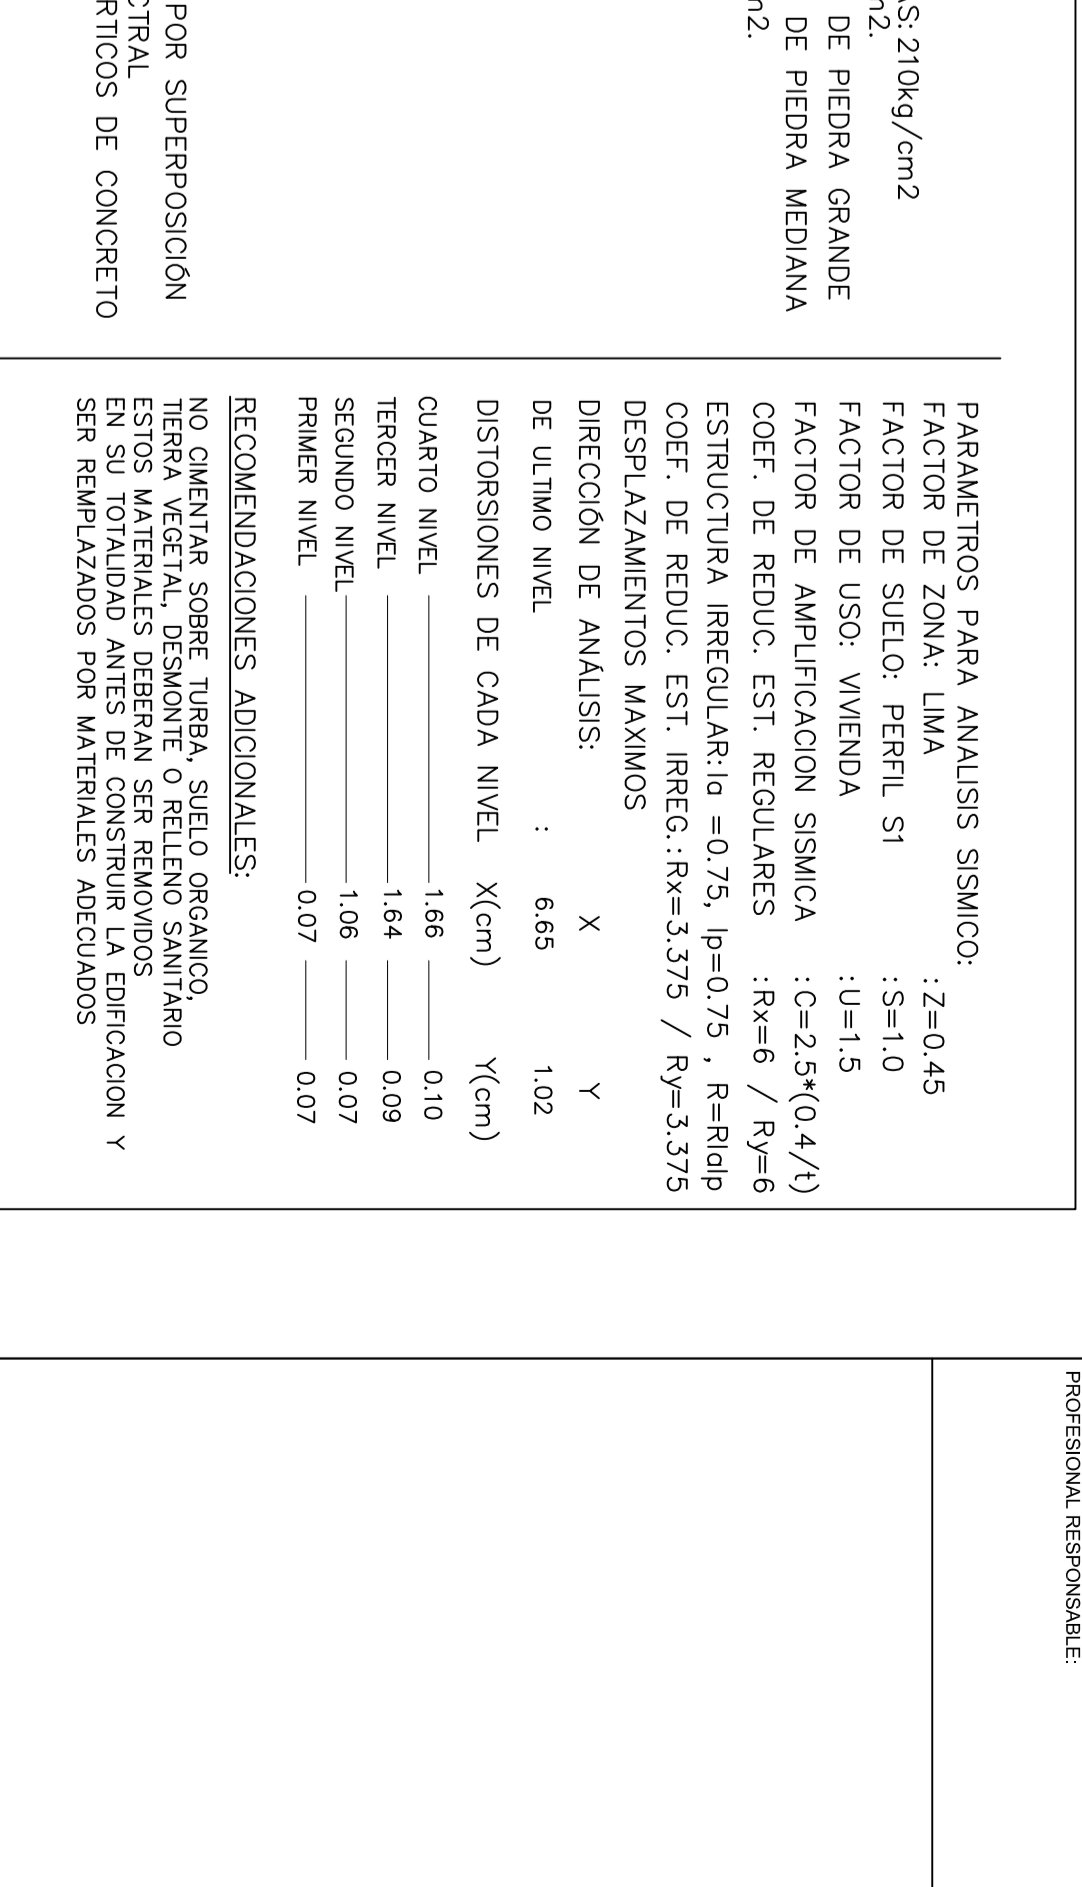 AS: 210kg/cm2
m2.
DE PIEDRA GRANDE
DE PIEDRA MEDIANA
m2.
POR SUPERPOSICIÓN
CTRAL
RTICOS DE CONCRETO
PARAMETROS PARA ANALISIS SISMICO:
FACTOR DE ZONA: LIMA :Z=0.45
FACTOR DE SUELO: PERFIL S1 :S=1.0
FACTOR DE USO: VIVIENDA :U=1.5
FACTOR DE AMPLIFICACION SISMICA :C=2.5*(0.4/t)
COEF. DE REDUC. EST. REGULARES :Rx=6 / Ry=6
ESTRUCTURA IRREGULAR: Ia =0.75, Ip=0.75 , R=RIaIp
COEF. DE REDUC. EST. IRREG.:Rx=3.375 / Ry=3.375
DESPLAZAMIENTOS MAXIMOS
DIRECCIÓN DE ANÁLISIS: X Y
DE ULTIMO NIVEL : 6.65 1.02
DISTORSIONES DE CADA NIVEL X(cm) Y(cm)
CUARTO NIVEL 1.66 0.10
TERCER NIVEL 1.64 0.09
SEGUNDO NIVEL 1.06 0.07
PRIMER NIVEL 0.07 0.07
RECOMENDACIONES ADICIONALES:
NO CIMENTAR SOBRE TURBA, SUELO ORGANICO,
TIERRA VEGETAL, DESMONTE O RELLENO SANITARIO
ESTOS MATERIALES DEBERAN SER REMOVIDOS
EN SU TOTALIDAD ANTES DE CONSTRUIR LA EDIFICACION Y
SER REMPLAZADOS POR MATERIALES ADECUADOS
PROFESIONAL RESPONSABLE: